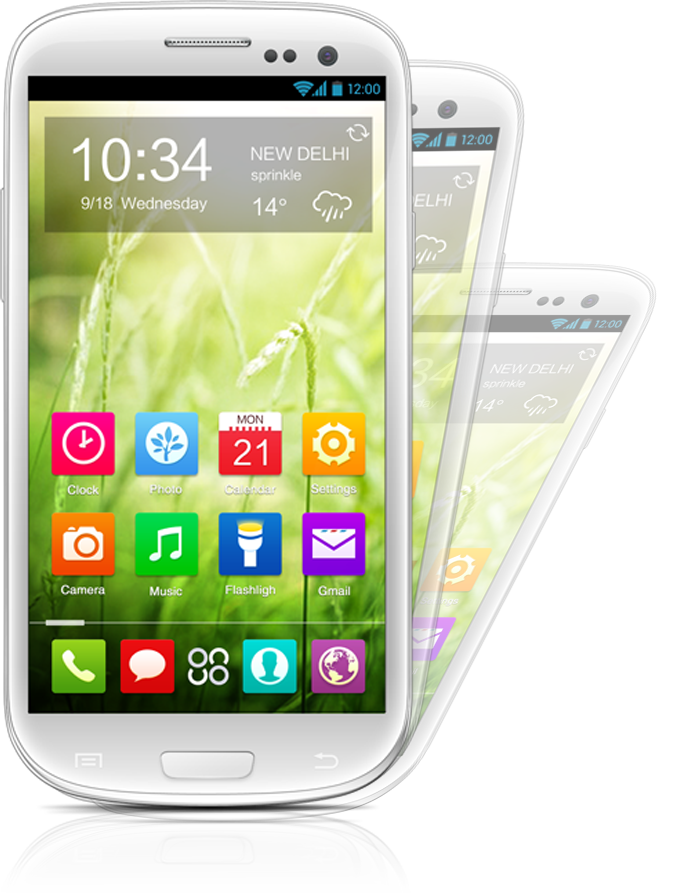 12:00
10:34
NEW DELHI
sprinkle
9/18 Wednesday
14°
MON
21
Clock
Photo
Calendar
Settings
Camera
Music
Flashligh
Gmail
12:00
ELHI
12:00
NEW DELHI
sprinkle
14°